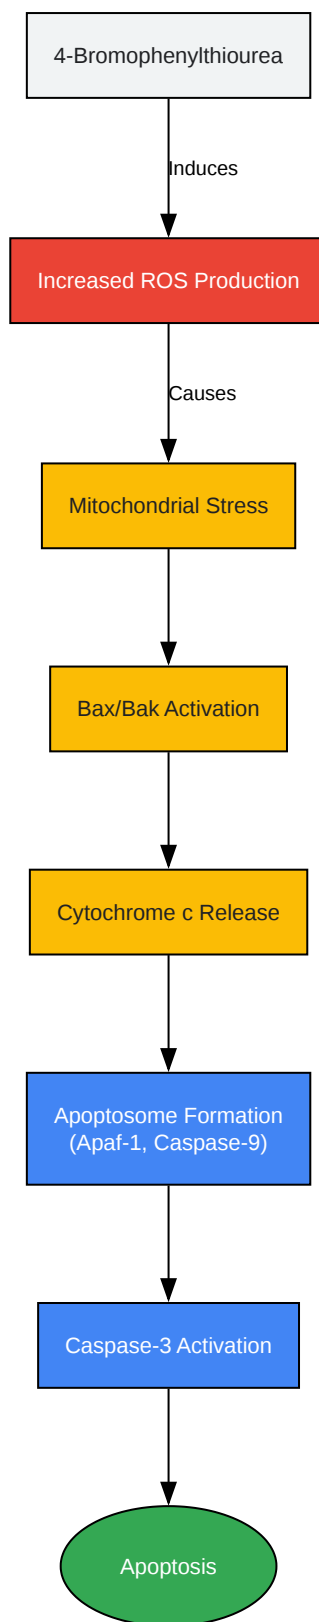 4-Bromophenylthiourea
Induces
Increased ROS Production
Causes
Mitochondrial Stress
Bax/Bak Activation
Cytochrome c Release
Apoptosome Formation
(Apaf-1, Caspase-9)
Caspase-3 Activation
Apoptosis